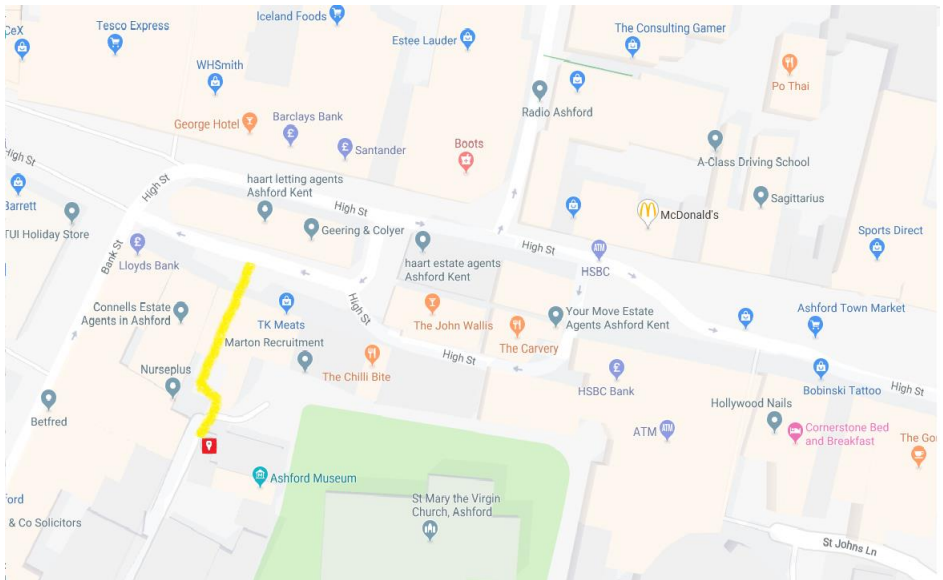 CeX
Tesco Express
Iceland Foods
Estee Lauder
The Consulting Gamer
WHSmith
Po Thai
Radio Ashford
George Hotel
Barclays Bank
Santander
Boots
A-Class Driving School
High St
Barrett
High St
haart letting agents
Ashford Kent
High St
McDonald's
Sagittarius
TUI Holiday Store
Geering & Colyer
Sports Direct
Bank St
Lloyds Bank
haart estate agents
Ashford Kent
High St
ATM
HSBC
Connells Estate
Agents in Ashford
TK Meats
High St
The John Wallis
Your Move Estate
Agents Ashford Kent
Ashford Town Market
Marton Recruitment
The Carvery
High St
Nurseplus
The Chilli Bite
HSBC Bank
Bobinski Tattoo
High St
Betfred
Hollywood Nails
ATM
ATM
Cornerstone Bed
and Breakfast
The Go
Ashford Museum
ford
St Mary the Virgin
Church, Ashford
& Co Solicitors
St Johns Ln